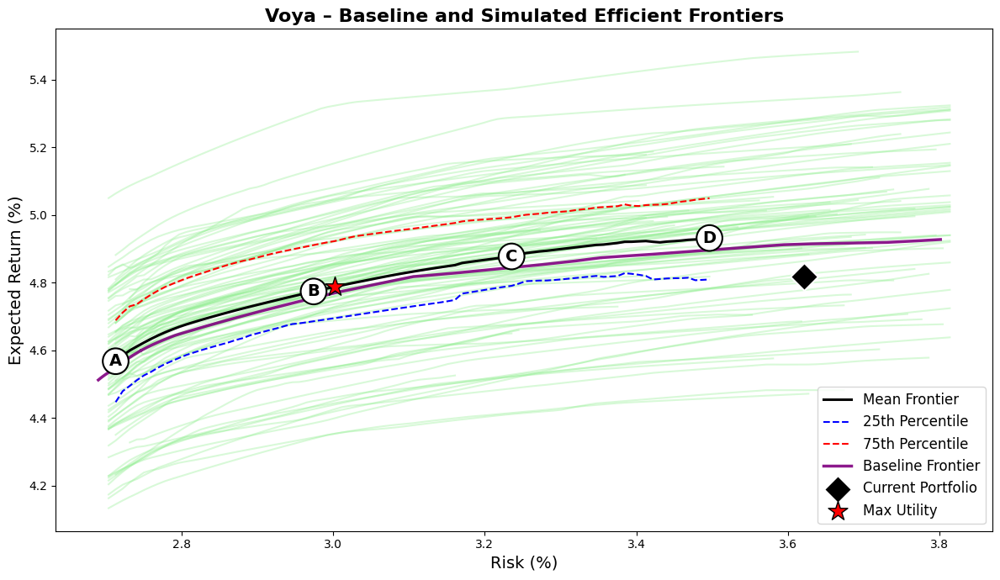 Voya – Baseline and Simulated Efficient Frontiers
Expected Return (%)
5.4
5.2
5.0
4.8
4.6
4.4
4.2
A
B
C
D
Mean Frontier
25th Percentile
75th Percentile
Baseline Frontier
Current Portfolio
Max Utility
2.8
3.0
3.2
3.4
3.6
3.8
Risk (%)